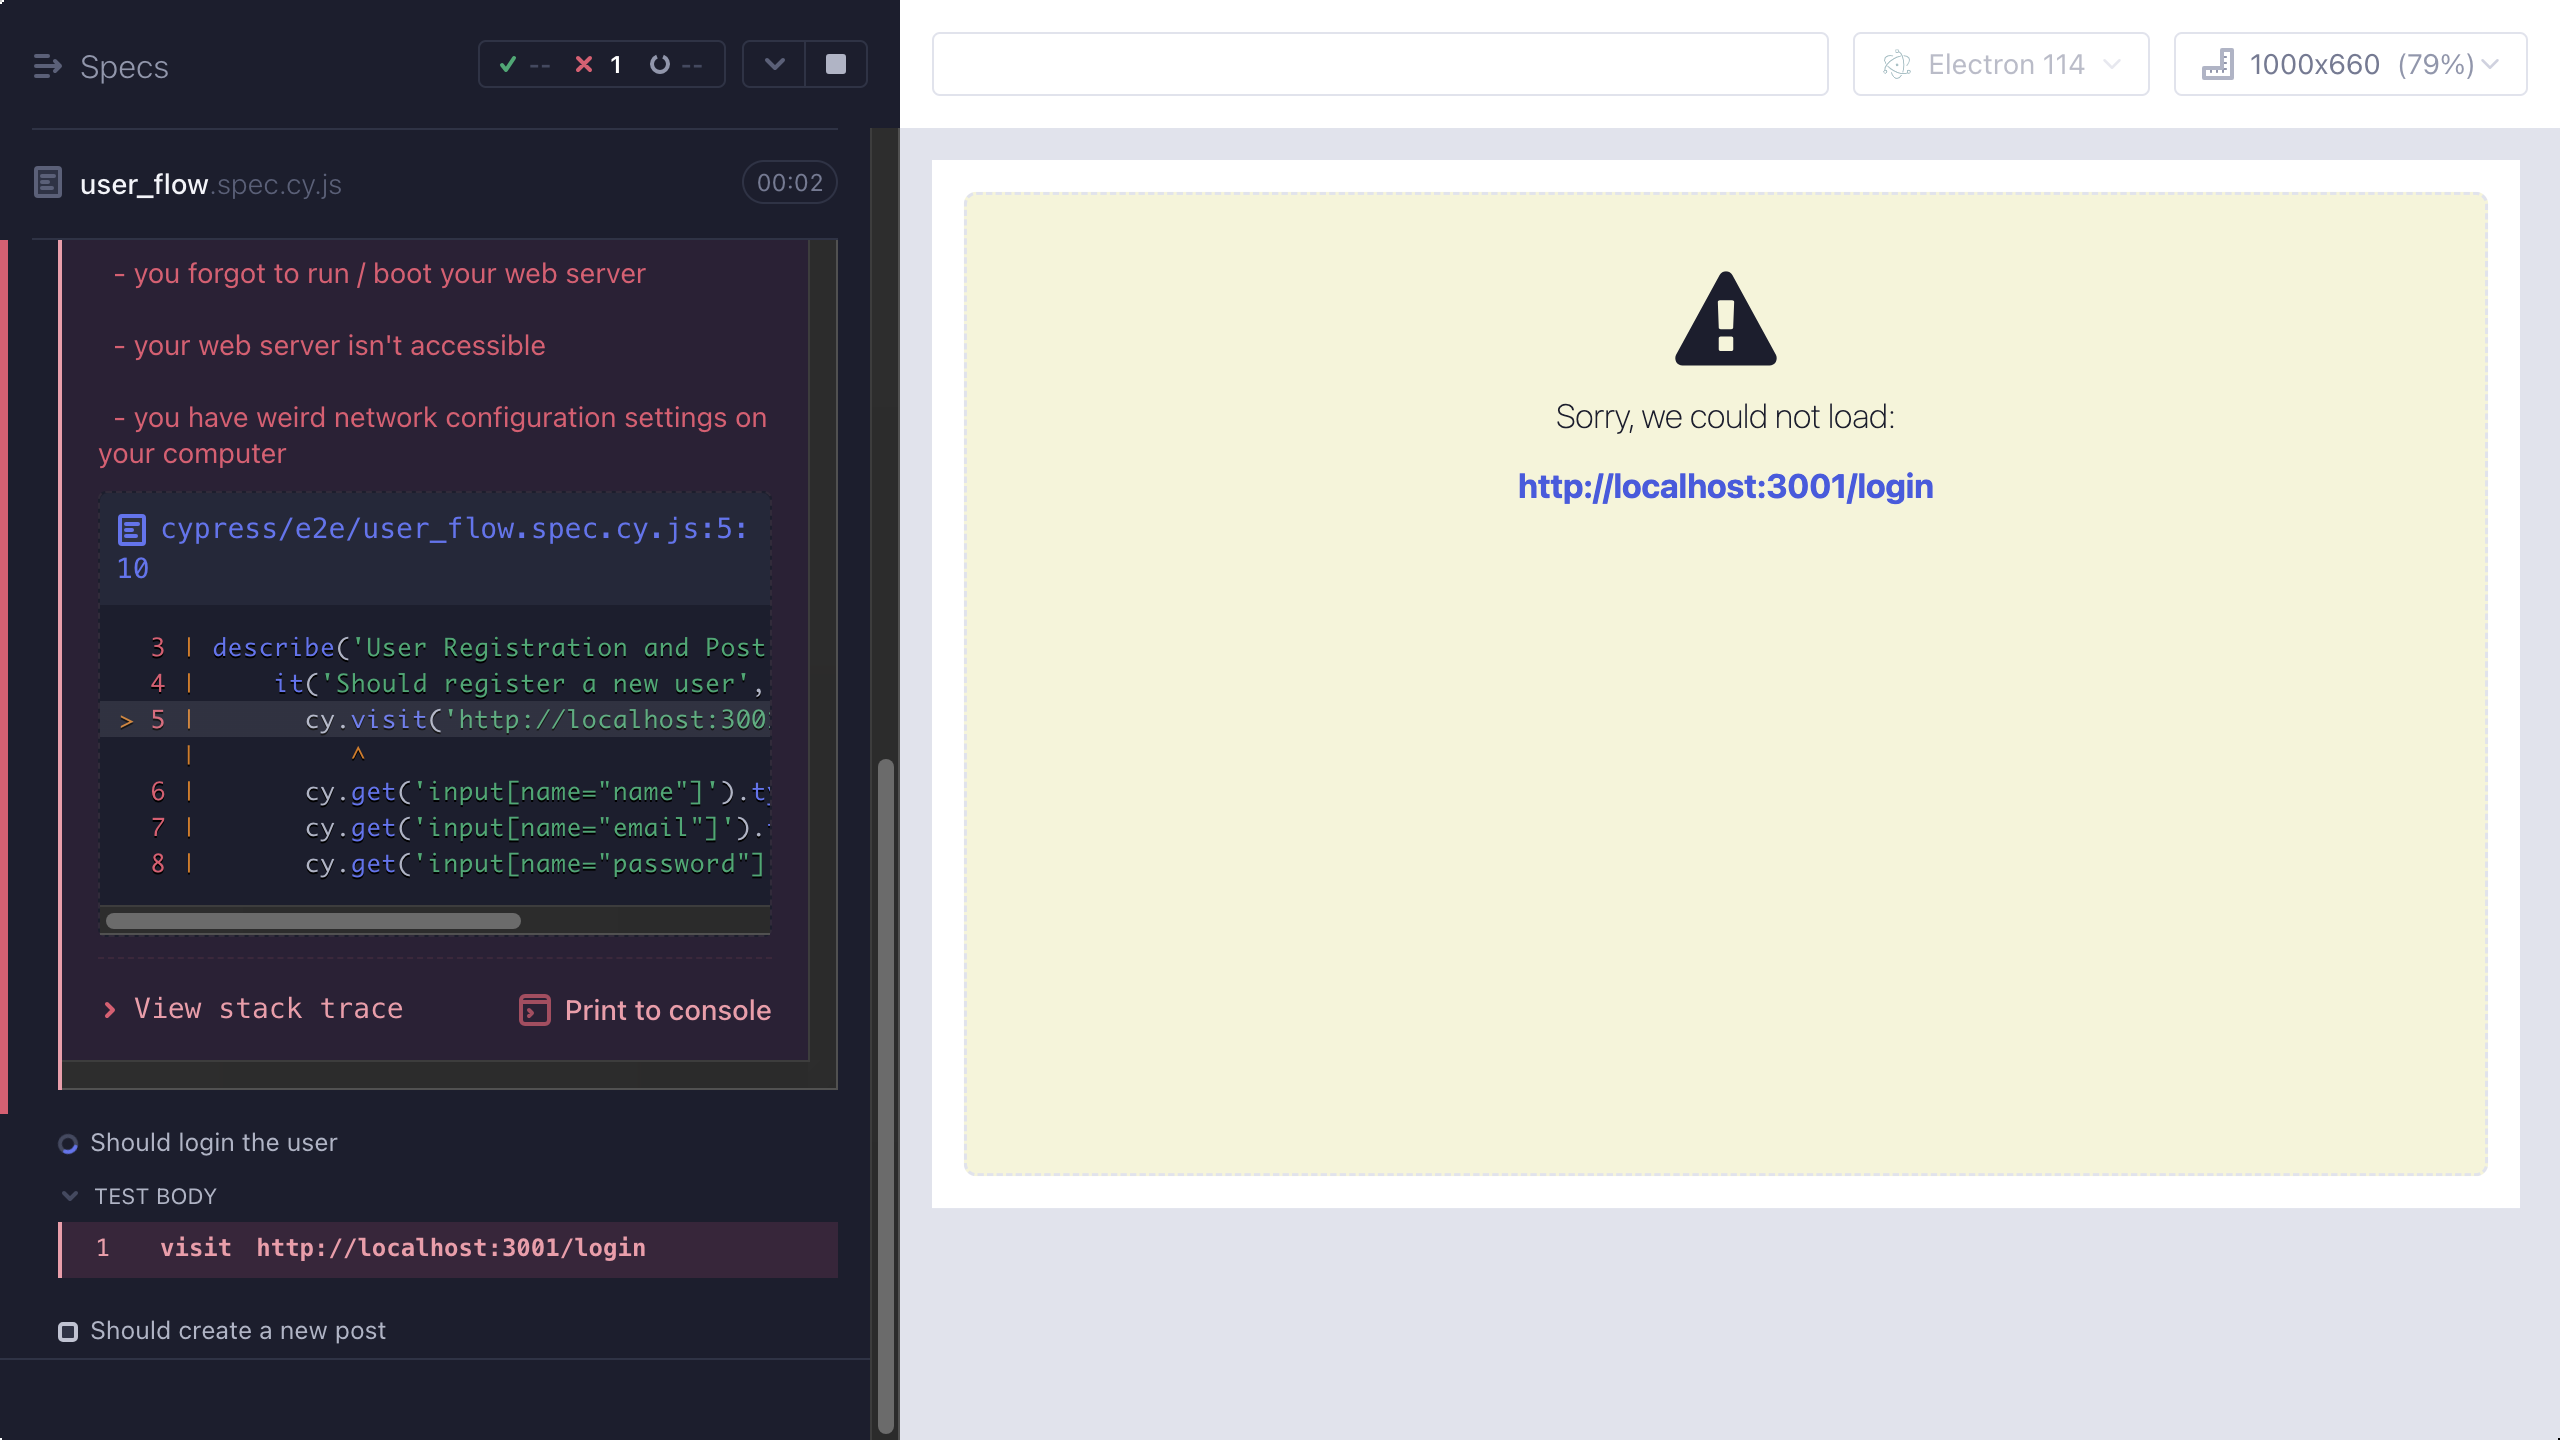 Specs
-- 1 --
user_flow.spec.cy.js 00:02
- you forgot to run / boot your web server
- your web server isn't accessible
- you have weird network configuration settings on
your computer
cypress/e2e/user_flow.spec.cy.js:5:
10
3 | describe('User Registration and Post
4 | it('Should register a new user',
> 5 | cy.visit('http://localhost:300
| ^
6 | cy.get('input[name="name"]').ty
7 | cy.get('input[name="email"]').
8 | cy.get('input[name="password"]
View stack trace Print to console
Should login the user
TEST BODY
1 visit http://localhost:3001/login
Should create a new post
Electron 114
1000x660 (79%)
Sorry, we could not load:
http://localhost:3001/login